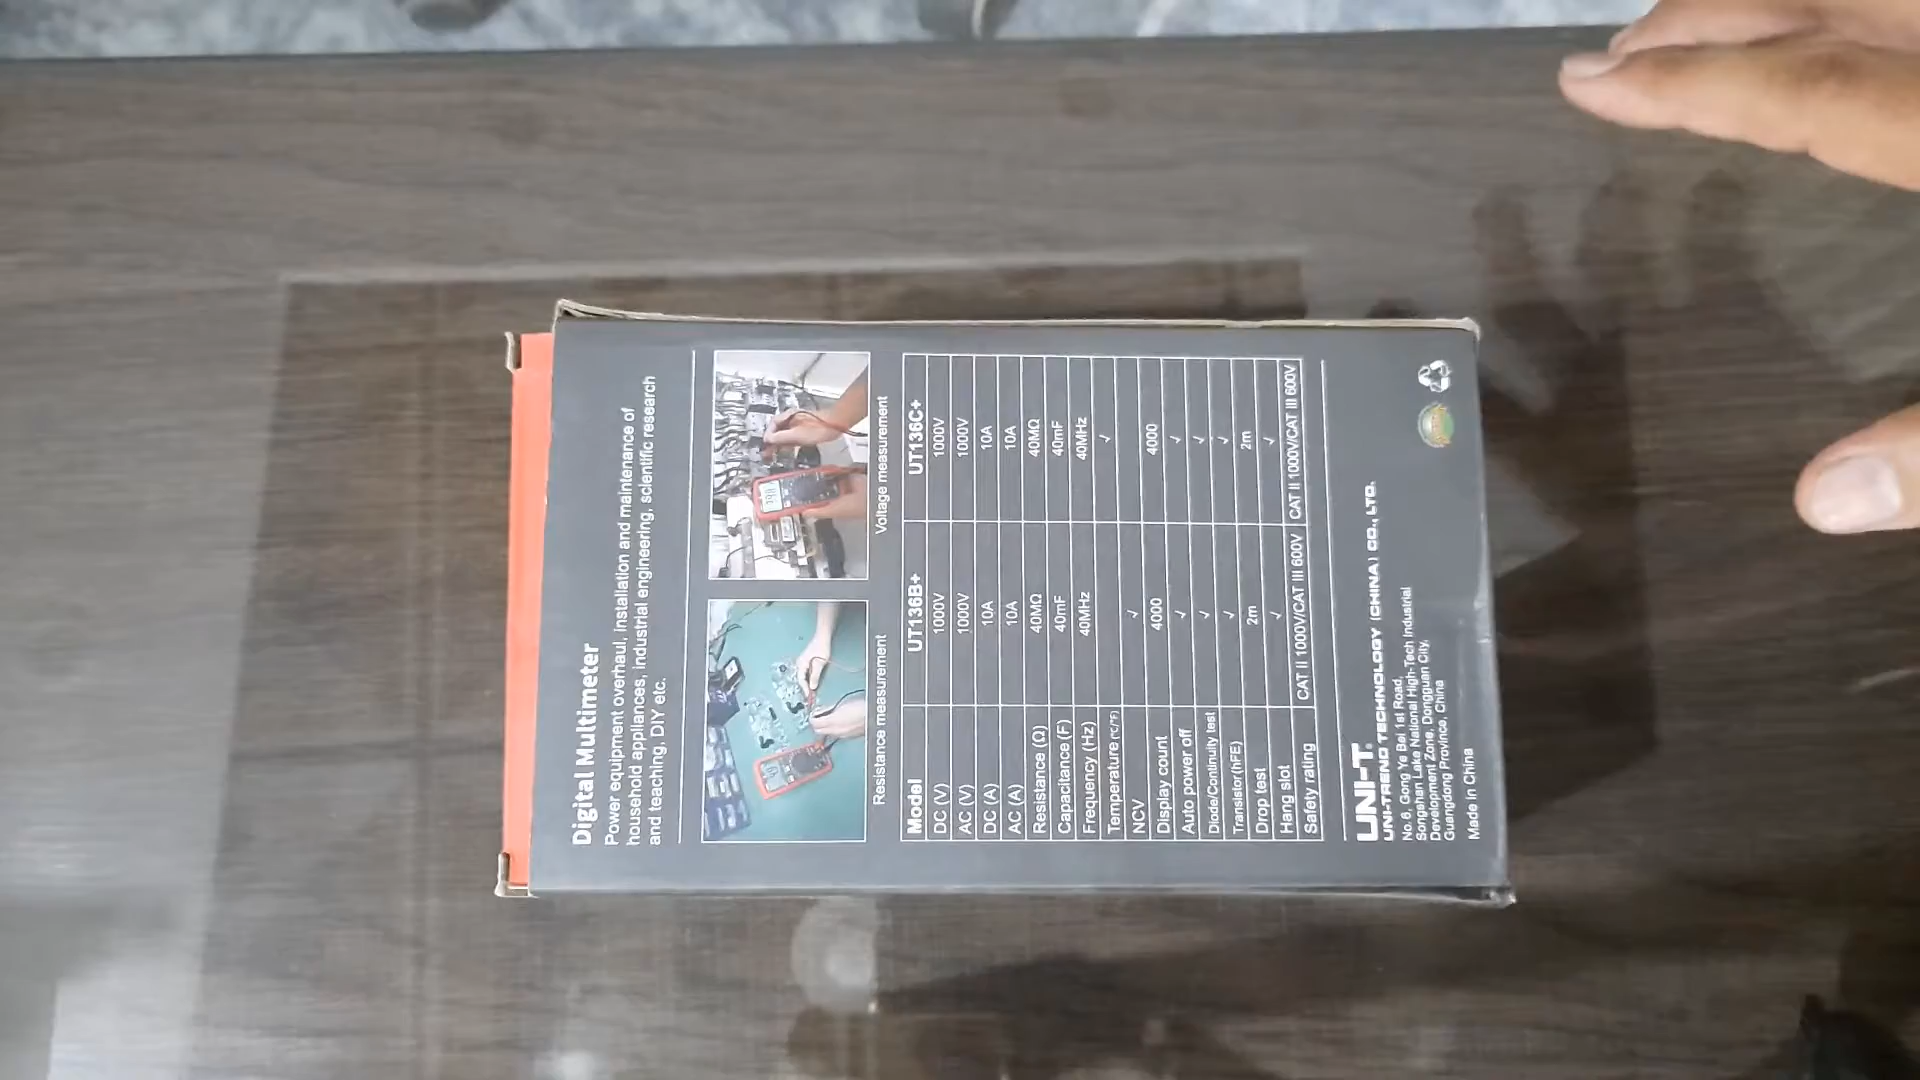 Digital Multimeter
Power equipment overhaul, installation and maintenance of
household appliances, industrial engineering, scientific research
and teaching, DIY etc.
Resistance measurement Voltage measurement
Model UT136B+ UT136C+
DC (V) 1000V 1000V
AC (V) 1000V 1000V
DC (A) 10A 10A
AC (A) 10A 10A
Resistance (Ω) 40MΩ 40MΩ
Capacitance (F) 40mF 40mF
Frequency (Hz) 40MHz 40MHz
Temperature (°C/°F) √
NCV √
Display count 4000 4000
Auto power off √ √
Diode/Continuity test √ √
Transistor (hFE) √ √
Drop test 2m 2m
Hang slot √ √
Safety rating CAT II 1000V/CAT III 600V CAT II 1000V/CAT III 600V
UNI-T®
UNI-TREND TECHNOLOGY (CHINA) CO., LTD.
No. 6, Gong Ye Bei 1st Road,
Songshan Lake National High-Tech Industrial
Development Zone, Dongguan City,
Guangdong Province, China
Made in China